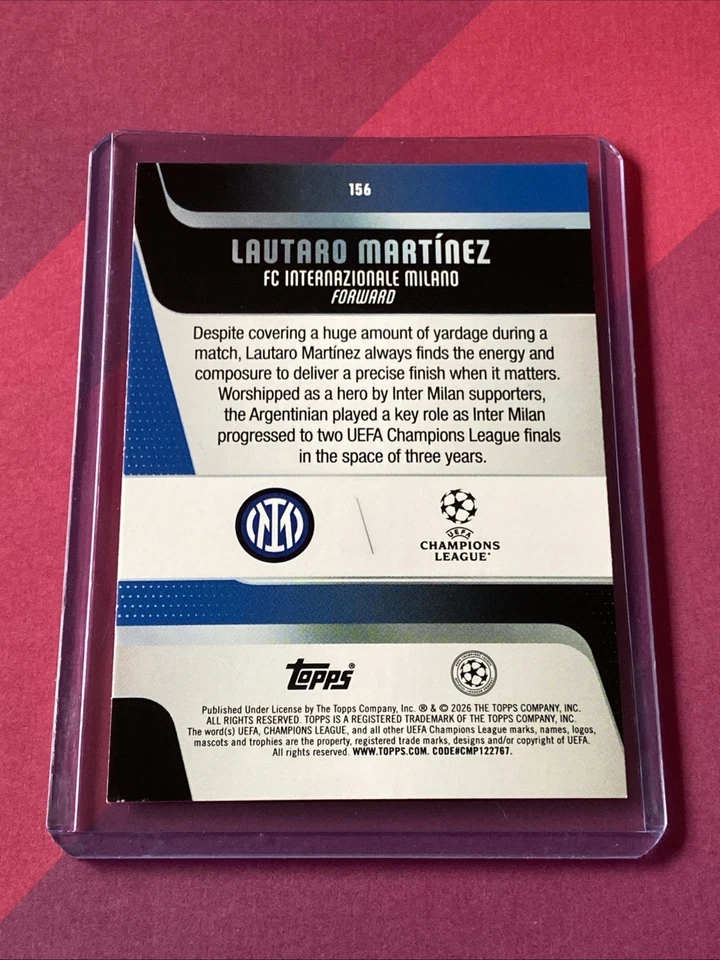 156
LAUTARO MARTÍNEZ
FC INTERNAZIONALE MILANO
FORWARD
Despite covering a huge amount of yardage during a
match, Lautaro Martínez always finds the energy and
composure to deliver a precise finish when it matters.
Worshipped as a hero by Inter Milan supporters,
the Argentinian played a key role as Inter Milan
progressed to two UEFA Champions League finals
in the space of three years.
UEFA
CHAMPIONS
LEAGUE®
topps®
Published Under License by The Topps Company, Inc. ® & © 2026 THE TOPPS COMPANY, INC.
ALL RIGHTS RESERVED. TOPPS IS A REGISTERED TRADEMARK OF THE TOPPS COMPANY, INC.
The word(s) UEFA, CHAMPIONS LEAGUE, and all other UEFA Champions League marks, names, logos,
mascots and trophies are the property, registered trade marks, designs and/or copyright of UEFA.
All rights reserved. WWW.TOPPS.COM. CODE#CMP122767.